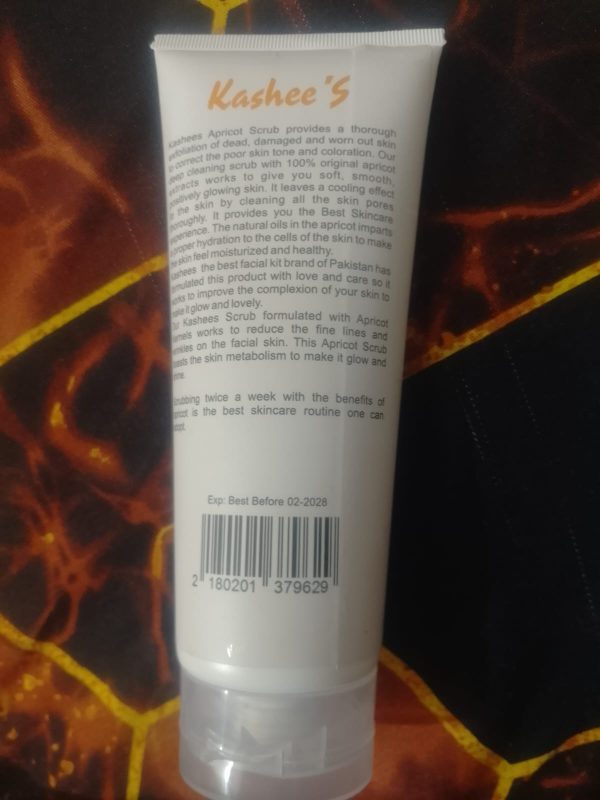 Kashee'S
Kashees Apricot Scrub provides a thorough
exfoliation of dead, damaged and worn out skin
to correct the poor skin tone and coloration. Our
deep cleaning scrub with 100% original apricot
extracts works to give you soft, smooth,
positively glowing skin. It leaves a cooling effect
to the skin by cleaning all the skin pores
thoroughly. It provides you the Best Skincare
experience. The natural oils in the apricot imparts
proper hydration to the cells of the skin to make
the skin feel moisturized and healthy.
Kashees the best facial kit brand of Pakistan has
formulated this product with love and care so it
works to improve the complexion of your skin to
make it glow and lovely.
Our Kashees Scrub formulated with Apricot
kernels works to reduce the fine lines and
wrinkles on the facial skin. This Apricot Scrub
boosts the skin metabolism to make it glow and
shine.
Scrubbing twice a week with the benefits of
apricot is the best skincare routine one can
adopt.
Exp: Best Before 02-2028
2 180201 379629